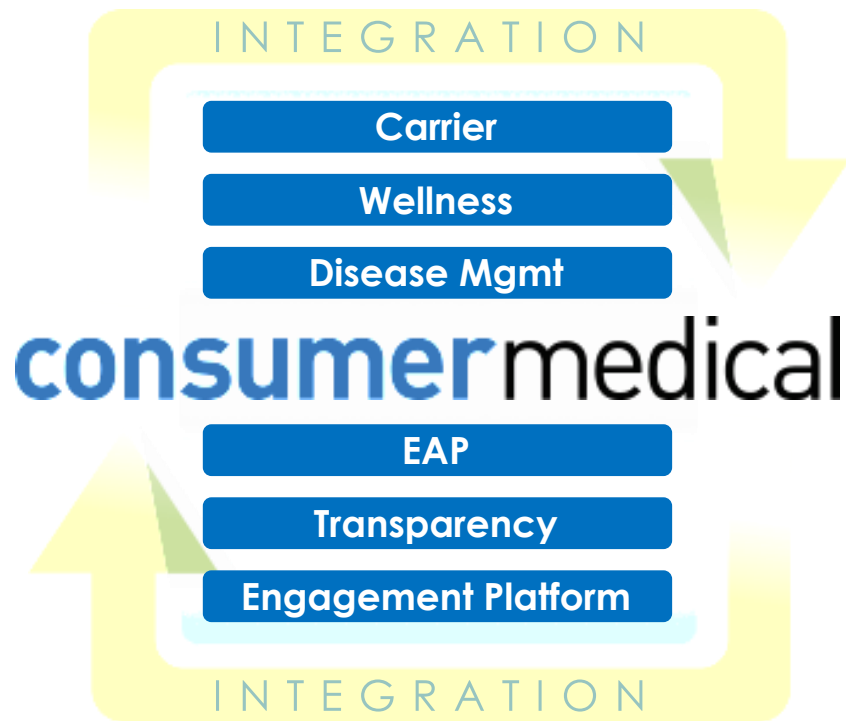 INTEGRATION
Carrier
Wellness
Disease Mgmt
consumermedical
EAP
Transparency
Engagement Platform
INTEGRATION